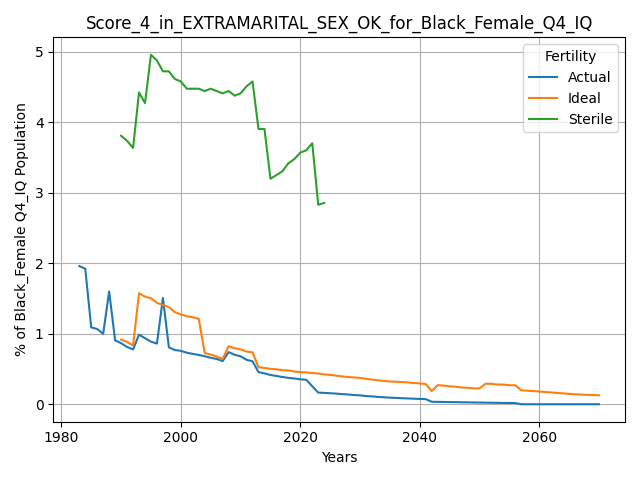 Score_4_in_EXTRAMARITAL_SEX_OK_for_Black_Female_Q4_IQ
% of Black_Female Q4_IQ Population
5
4
3
2
1
0
Fertility
Actual
Ideal
Sterile
1980 2000 2020 2040 2060
Years